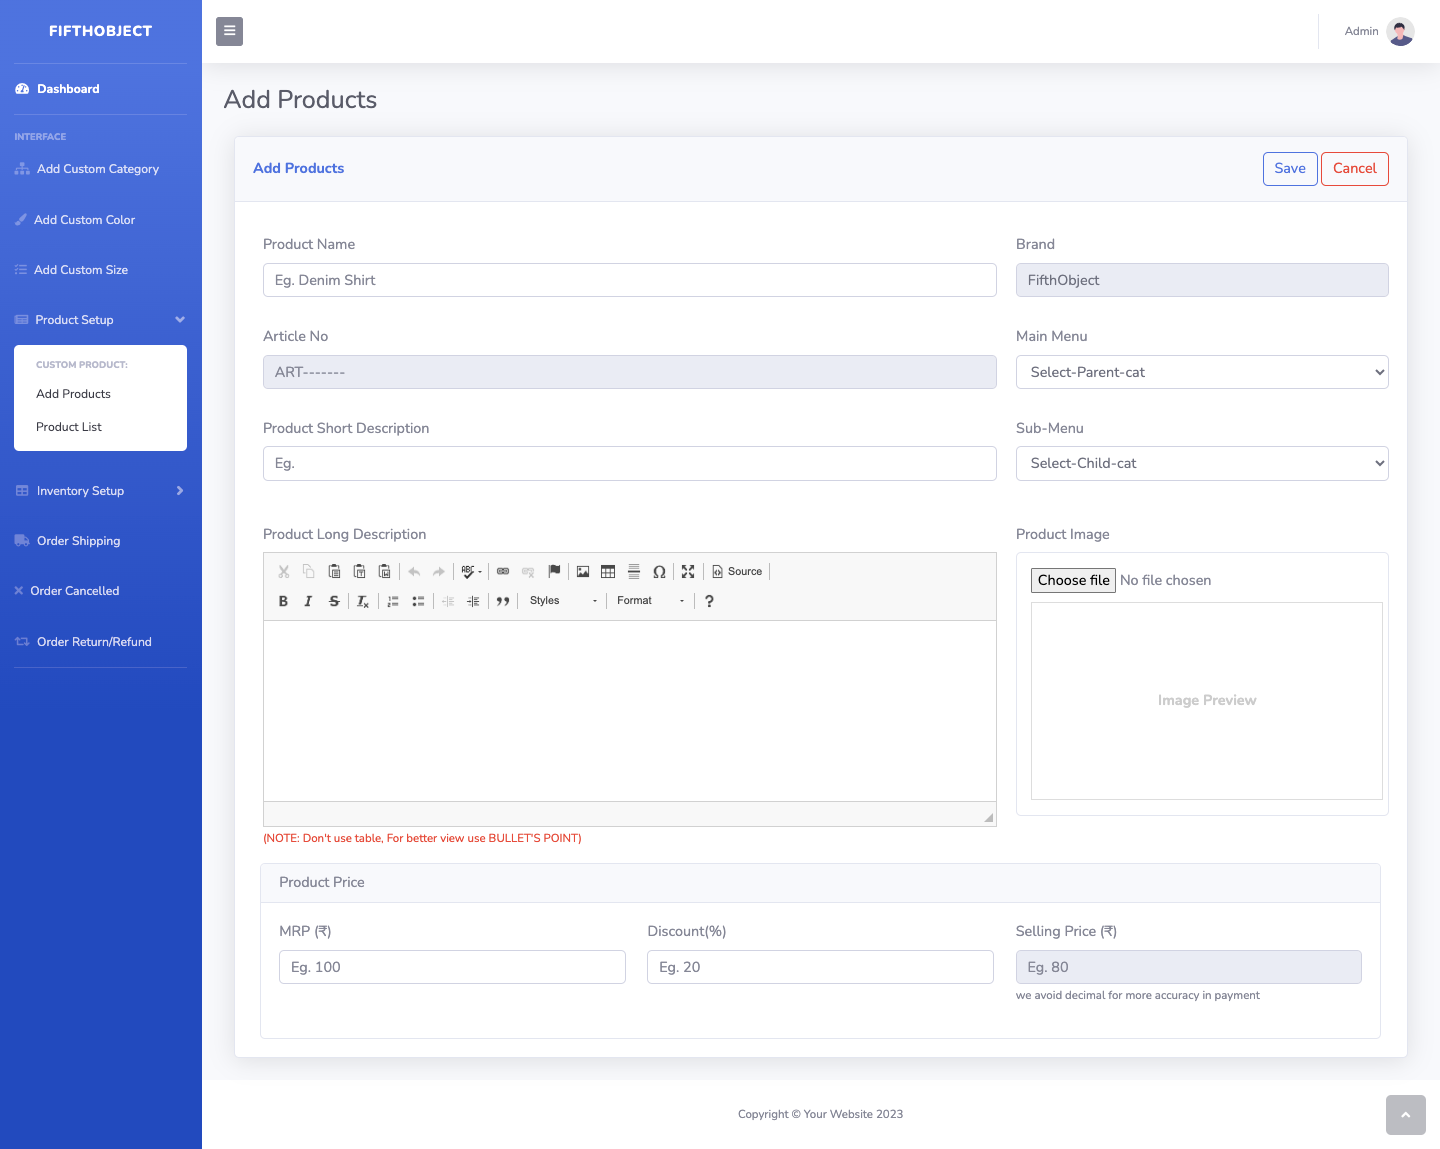 FIFTHOBJECT
Admin
Dashboard
INTERFACE
Add Custom Category
Add Custom Color
Add Custom Size
Product Setup
CUSTOM PRODUCT:
Add Products
Product List
Inventory Setup
Order Shipping
Order Cancelled
Order Return/Refund
Add Products
Add Products
Save
Cancel
Product Name
Eg. Denim Shirt
Brand
FifthObject
Article No
ART-------
Main Menu
Select-Parent-cat
Product Short Description
Eg.
Sub-Menu
Select-Child-cat
Product Long Description
ABC
Source
B I S Ix
Styles
Format
?
(NOTE: Don't use table, For better view use BULLET'S POINT)
Product Image
Choose file No file chosen
Image Preview
Product Price
MRP (₹)
Eg. 100
Discount(%)
Eg. 20
Selling Price (₹)
Eg. 80
we avoid decimal for more accuracy in payment
Copyright © Your Website 2023